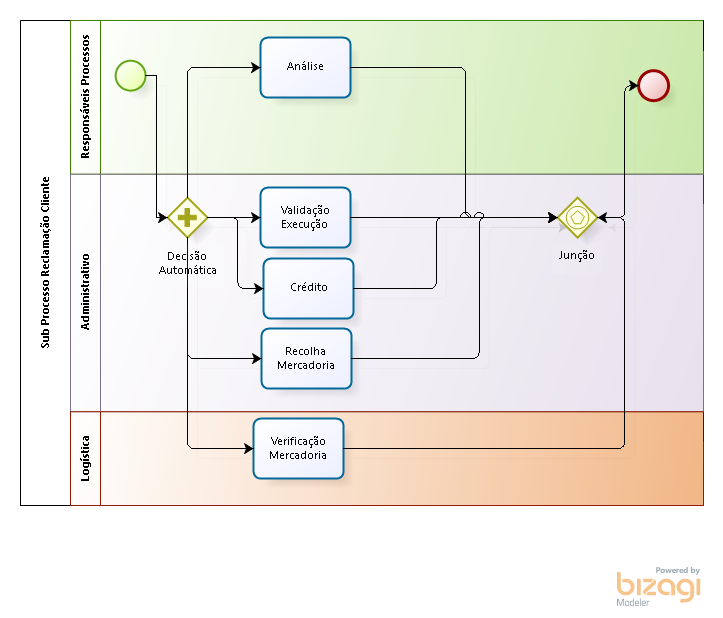 Sub Processo Reclamação Cliente
Responsáveis Processos
Análise
Administrativo
Decisão
Automática
Validação
Execução
Crédito
Recolha
Mercadoria
Junção
Logística
Verificação
Mercadoria
Powered by
bizagi
Modeler